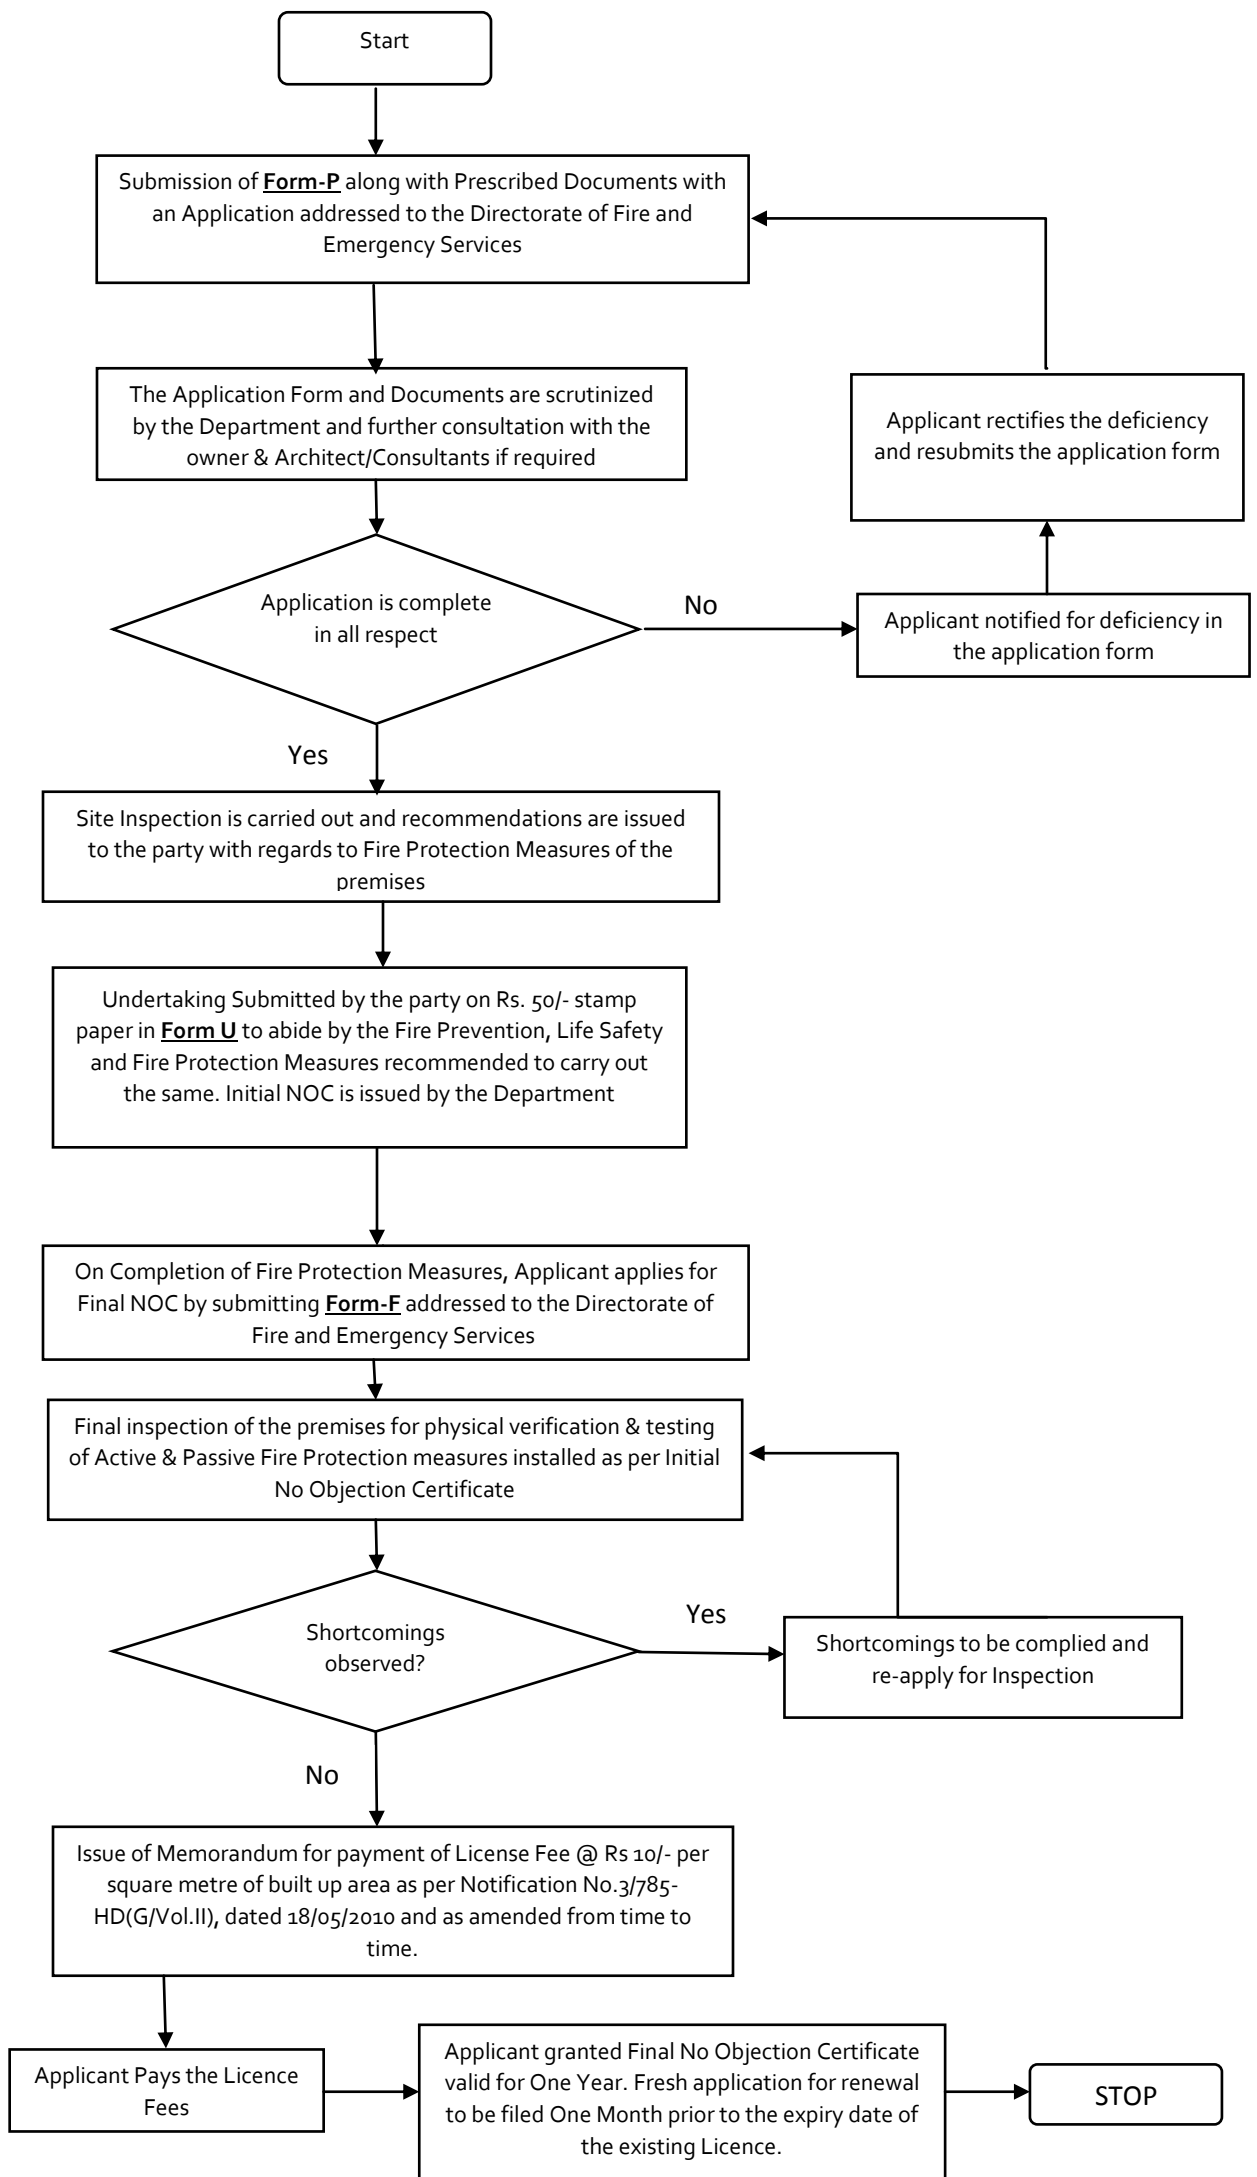 Start
Submission of Form-P along with Prescribed Documents with
an Application addressed to the Directorate of Fire and
Emergency Services
The Application Form and Documents are scrutinized
by the Department and further consultation with the
owner & Architect/Consultants if required
Applicant rectifies the deficiency
and resubmits the application form
Application is complete
in all respect
No
Applicant notified for deficiency in
the application form
Yes
Site Inspection is carried out and recommendations are issued
to the party with regards to Fire Protection Measures of the
premises
Undertaking Submitted by the party on Rs. 50/- stamp
paper in Form U to abide by the Fire Prevention, Life Safety
and Fire Protection Measures recommended to carry out
the same. Initial NOC is issued by the Department
On Completion of Fire Protection Measures, Applicant applies for
Final NOC by submitting Form-F addressed to the Directorate of
Fire and Emergency Services
Final inspection of the premises for physical verification & testing
of Active & Passive Fire Protection measures installed as per Initial
No Objection Certificate
Shortcomings
observed?
Yes
Shortcomings to be complied and
re-apply for Inspection
No
Issue of Memorandum for payment of License Fee @ Rs 10/- per
square metre of built up area as per Notification No.3/785-
HD(G/Vol.II), dated 18/05/2010 and as amended from time to
time.
Applicant Pays the Licence
Fees
Applicant granted Final No Objection Certificate
valid for One Year. Fresh application for renewal
to be filed One Month prior to the expiry date of
the existing Licence.
STOP